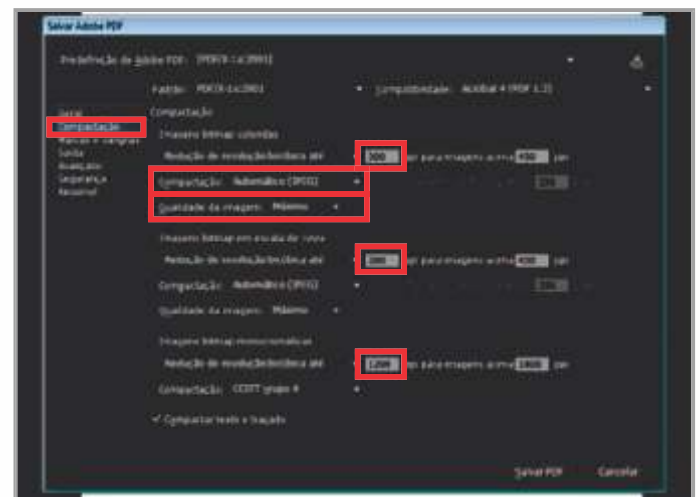 Salvar Adobe PDF
Predefinição de Adobe PDF: [PDF/X-1a:2001]
Padrão: PDF/X-1a:2001 Compatibilidade: Acrobat 4 (PDF 1.3)
Geral
Compactação
Marcas e sangrias
Saída
Avançado
Segurança
Resumo
Compactação
Imagens bitmap coloridas
Redução de resolução bicúbica até 300 ppi para imagens acima 450 ppi
Compactação: Automático (JPEG)
Qualidade da imagem: Máximo
Imagens bitmap em escala de cinza
Redução de resolução bicúbica até 300 ppi para imagens acima 450 ppi
Compactação: Automático (JPEG)
Qualidade da imagem: Máximo
Imagens bitmap monocromáticas
Redução de resolução bicúbica até 1200 ppi para imagens acima 1800 ppi
Compactação: CCITT grupo 4
Compactar texto e traçado
Salvar PDF Cancelar